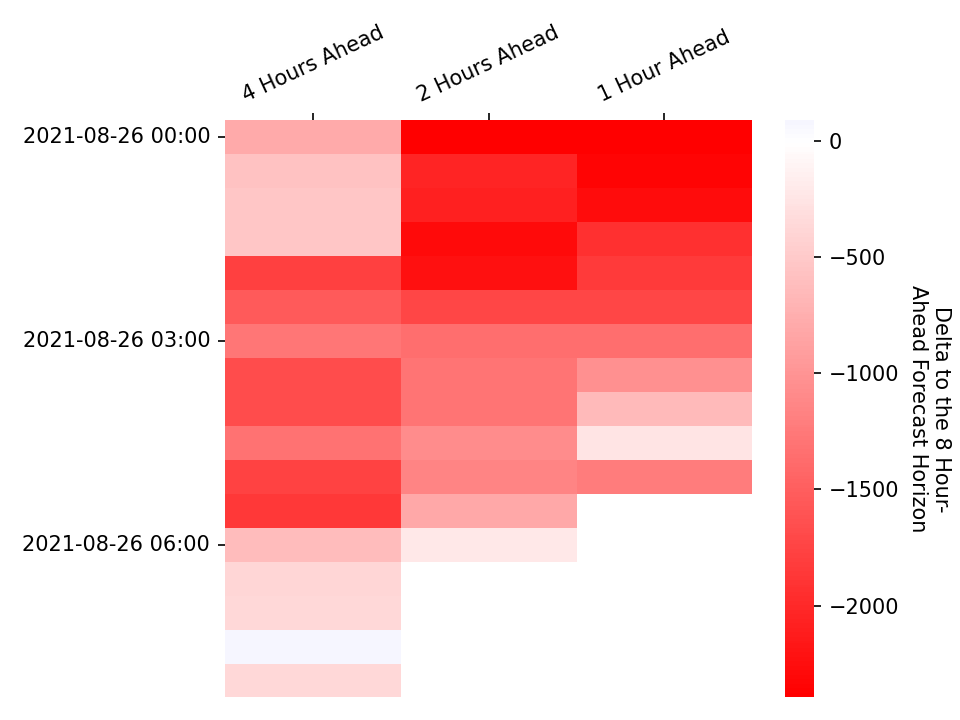 4 Hours Ahead
2 Hours Ahead
1 Hour Ahead
2021-08-26 00:00
2021-08-26 03:00
2021-08-26 06:00
0
−500
−1000
−1500
−2000
Delta to the 8 Hour-
Ahead Forecast Horizon